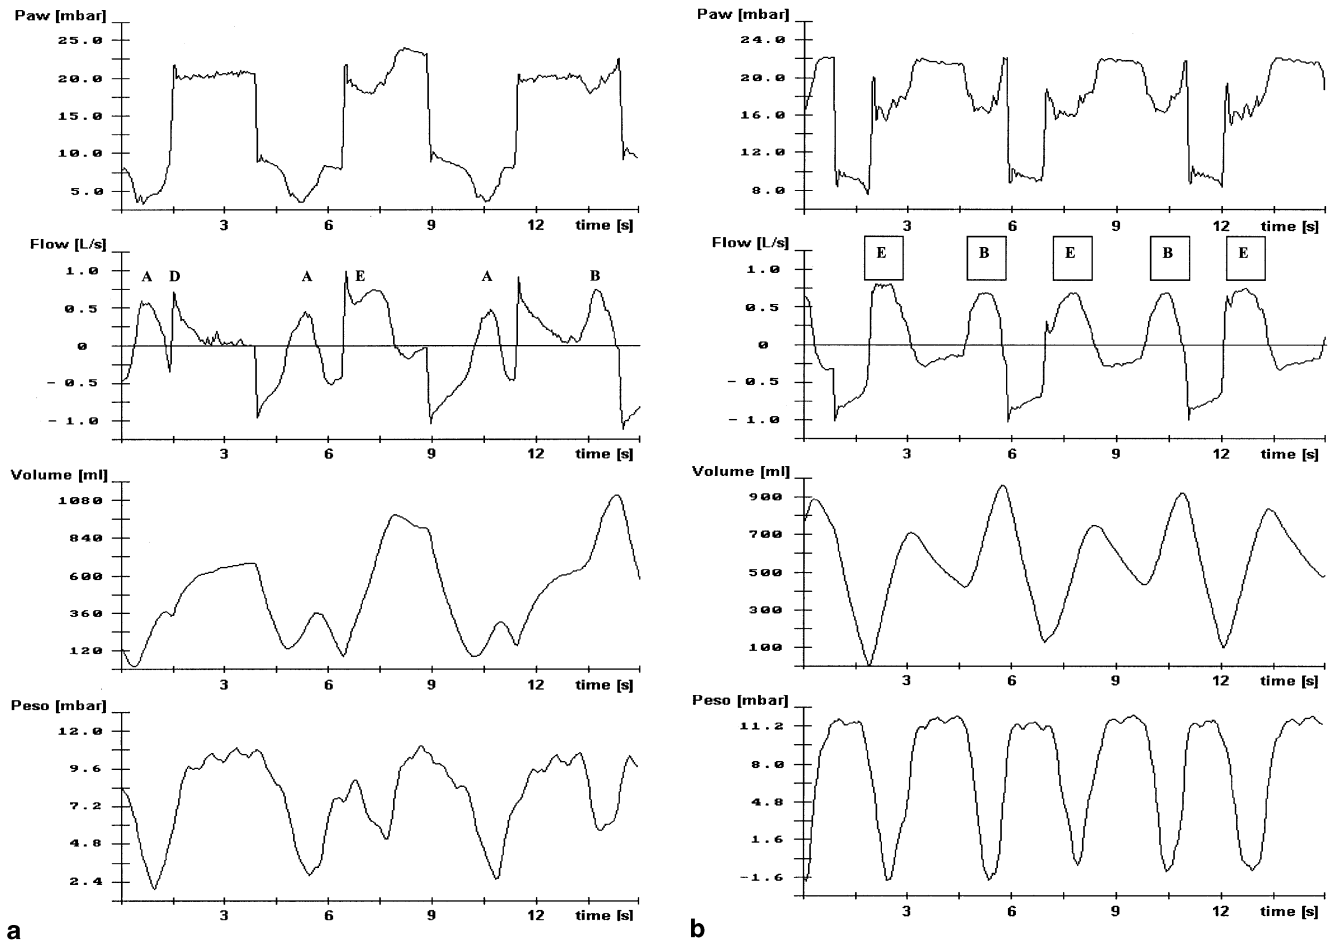 Paw [mbar]
25.0
20.0
15.0
10.0
5.0
3 6 9 12 time [s]
Flow [L/s]
A D A E A B
1.0
0.5
0
-0.5
-1.0
3 6 9 12 time [s]
Volume [ml]
1080
840
600
360
120
3 6 9 12 time [s]
Peso [mbar]
12.0
9.6
7.2
4.8
2.4
3 6 9 12 time [s]
a
Paw [mbar]
24.0
20.0
16.0
12.0
8.0
3 6 9 12 time [s]
Flow [L/s]
E B E B E
1.0
0.5
0
-0.5
-1.0
3 6 9 12 time [s]
Volume [ml]
900
700
500
300
100
3 6 9 12 time [s]
Peso [mbar]
11.2
8.0
4.8
1.6
-1.6
3 6 9 12 time [s]
b